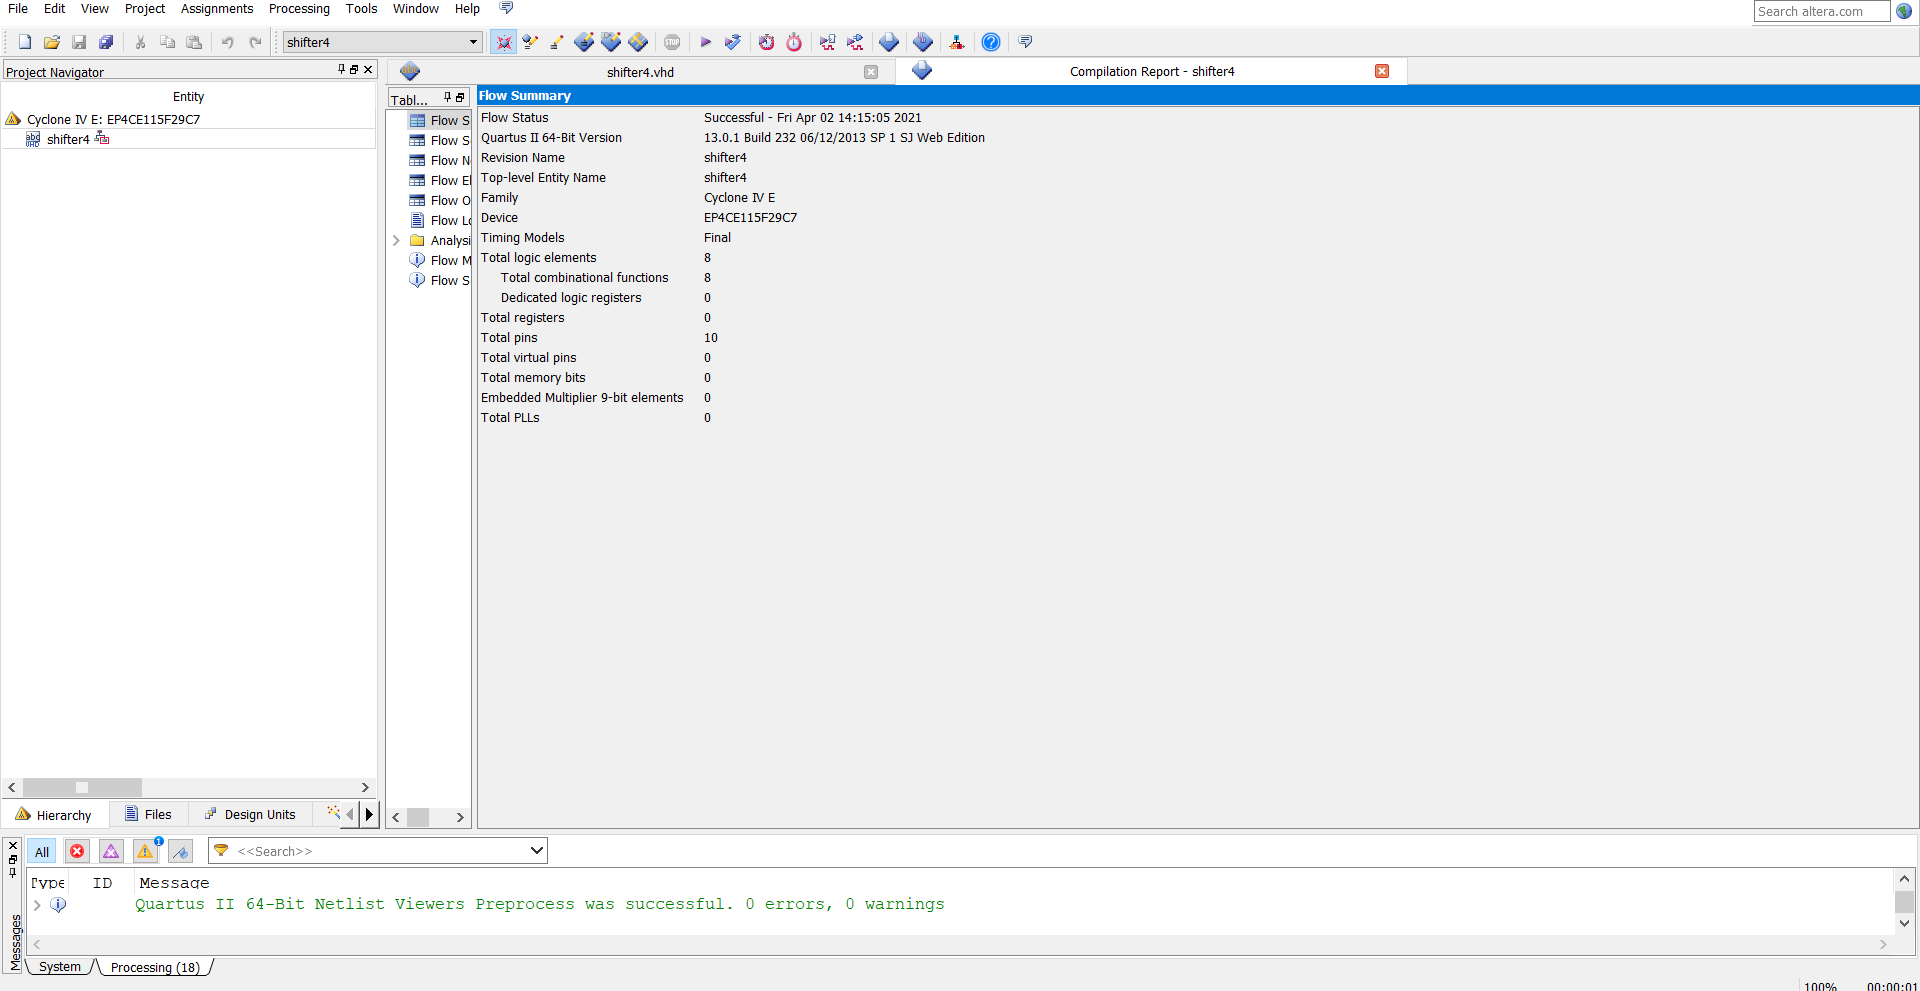 File Edit View Project Assignments Processing Tools Window Help
Search altera.com
shifter4
Project Navigator
shifter4.vhd
Compilation Report - shifter4
Entity
Cyclone IV E: EP4CE115F29C7
shifter4
Tabl...
Flow S
Flow S
Flow N
Flow El
Flow O
Flow Lo
Analysi
Flow M
Flow S
Flow Summary
Flow Status Successful - Fri Apr 02 14:15:05 2021
Quartus II 64-Bit Version 13.0.1 Build 232 06/12/2013 SP 1 SJ Web Edition
Revision Name shifter4
Top-level Entity Name shifter4
Family Cyclone IV E
Device EP4CE115F29C7
Timing Models Final
Total logic elements 8
Total combinational functions 8
Dedicated logic registers 0
Total registers 0
Total pins 10
Total virtual pins 0
Total memory bits 0
Embedded Multiplier 9-bit elements 0
Total PLLs 0
Hierarchy Files Design Units
All <<Search>>
Type ID Message
Quartus II 64-Bit Netlist Viewers Preprocess was successful. 0 errors, 0 warnings
Messages
System Processing (18)
100% 00:00:01